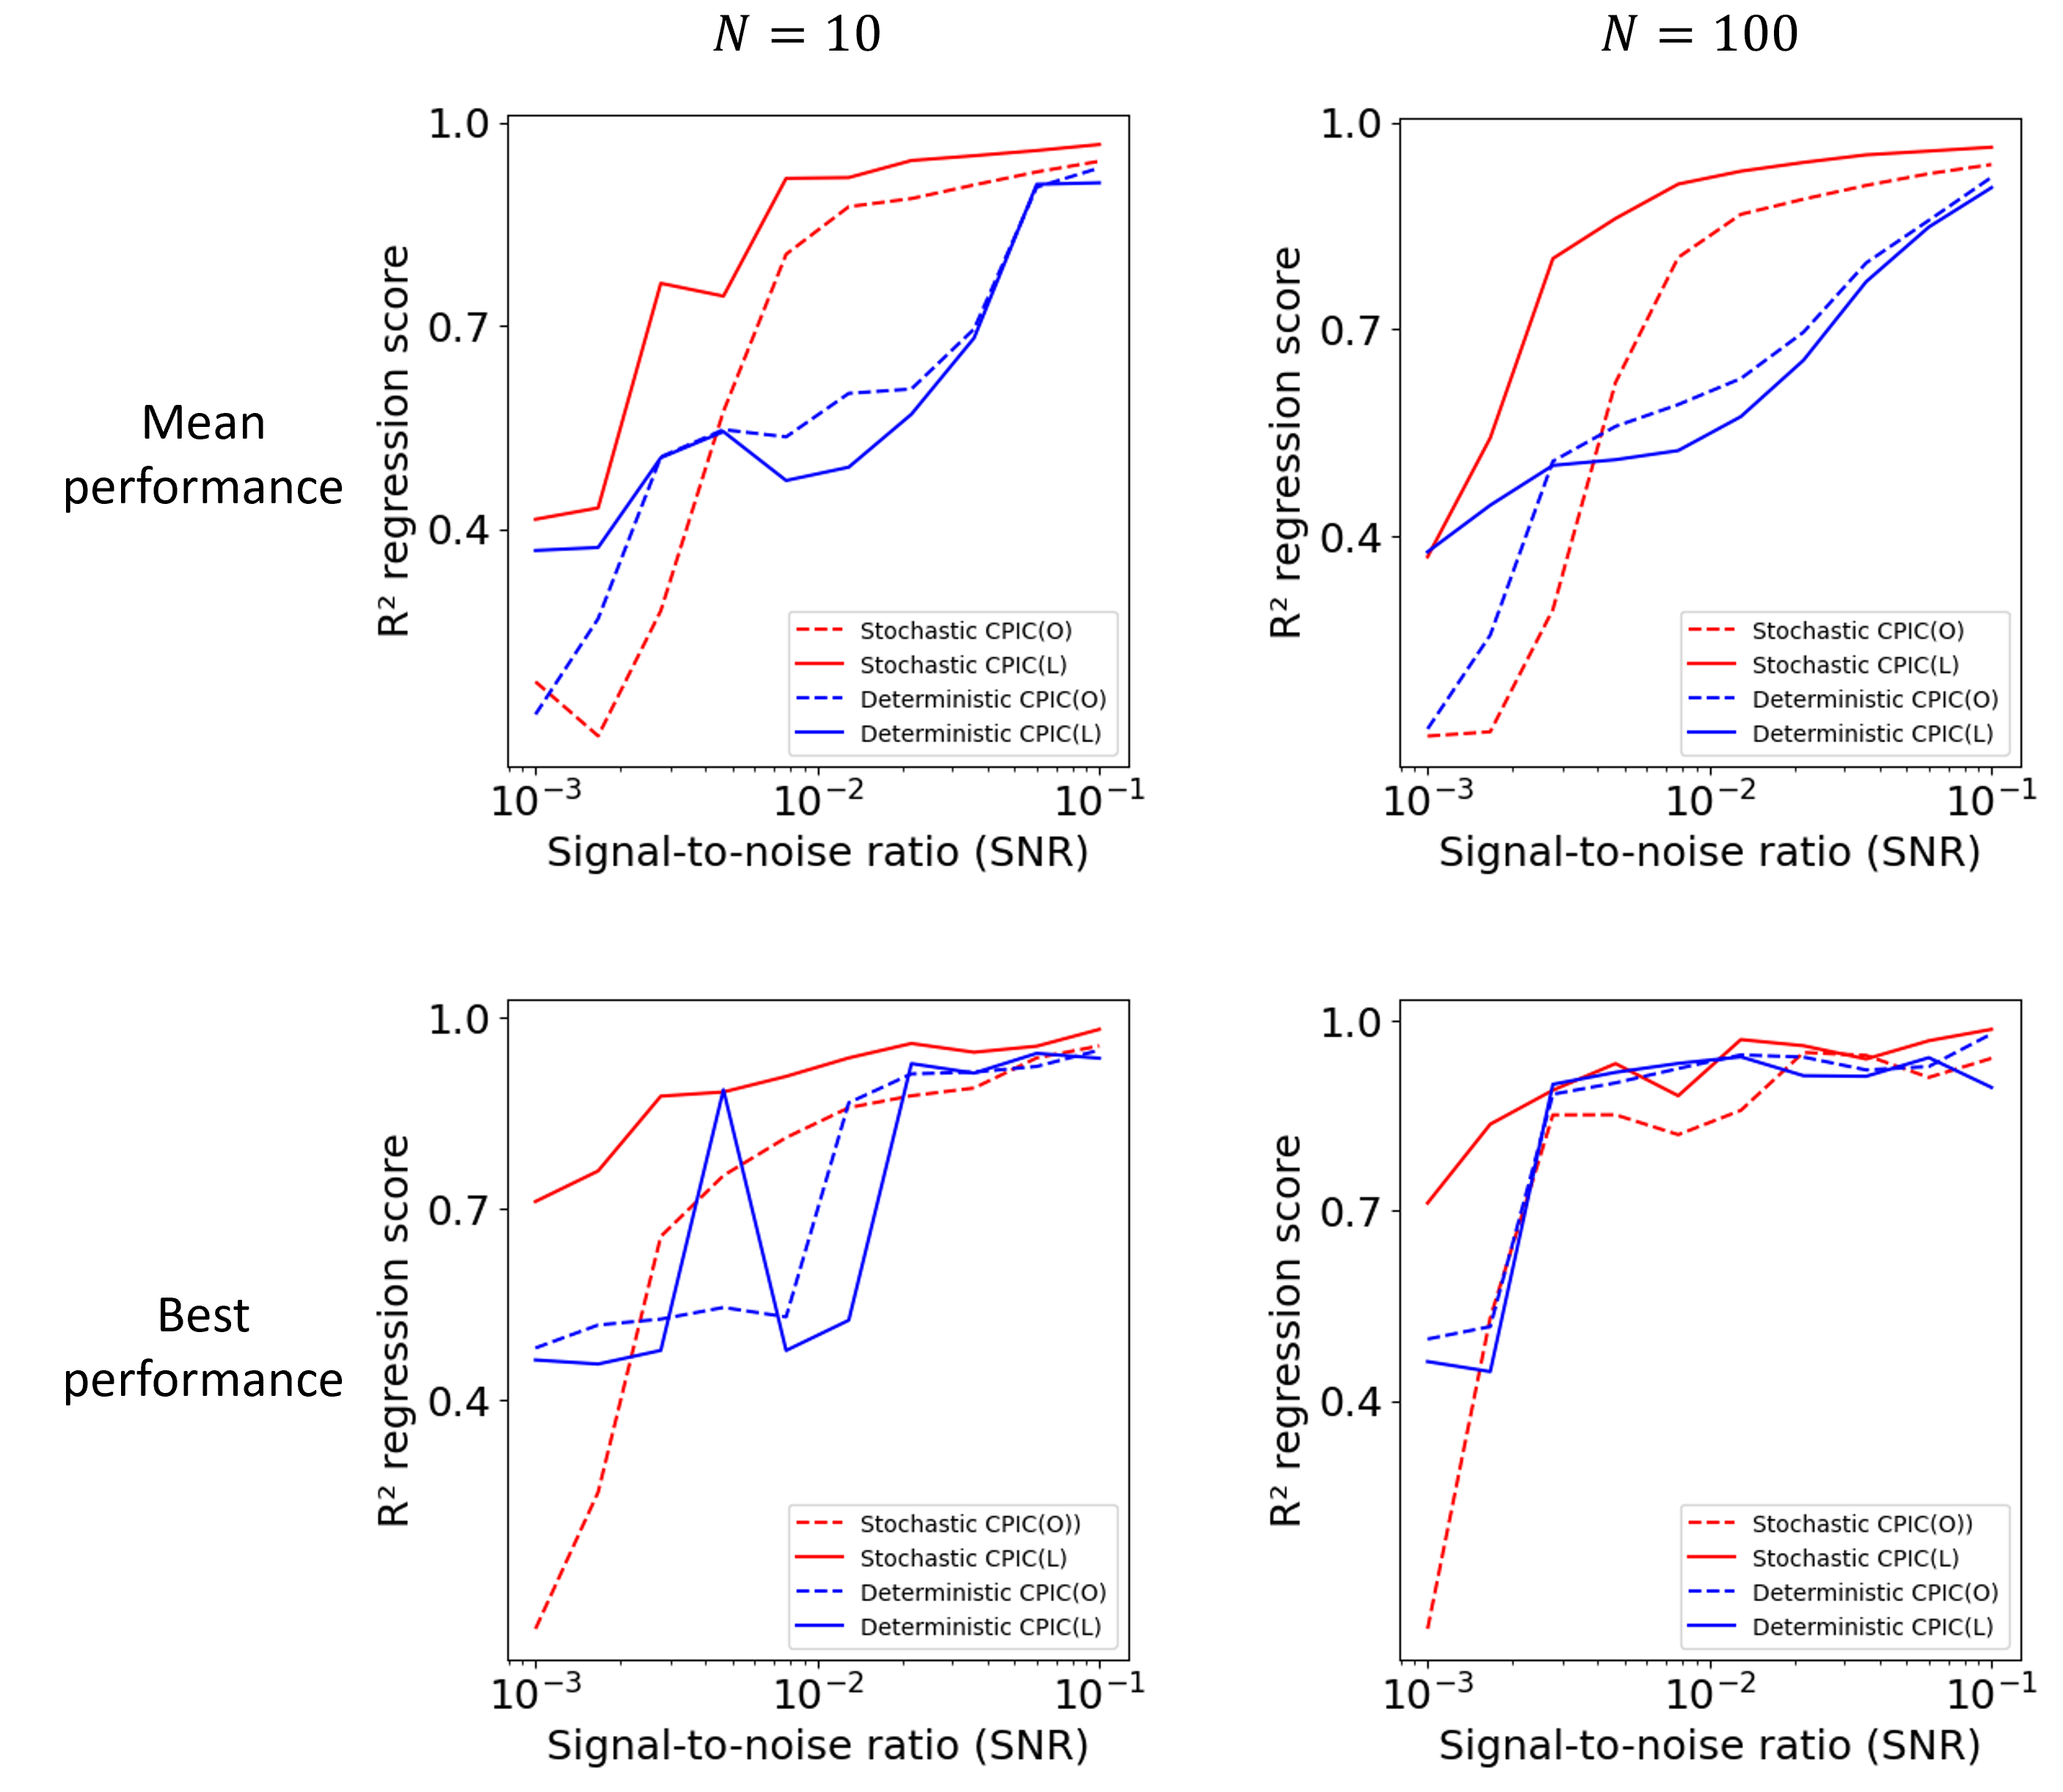 N = 10
N = 100
Mean
performance
R² regression score
1.0
0.7
0.4
Stochastic CPIC(O)
Stochastic CPIC(L)
Deterministic CPIC(O)
Deterministic CPIC(L)
10⁻³
10⁻²
10⁻¹
Signal-to-noise ratio (SNR)
R² regression score
1.0
0.7
0.4
Stochastic CPIC(O)
Stochastic CPIC(L)
Deterministic CPIC(O)
Deterministic CPIC(L)
10⁻³
10⁻²
10⁻¹
Signal-to-noise ratio (SNR)
Best
performance
R² regression score
1.0
0.7
0.4
Stochastic CPIC(O))
Stochastic CPIC(L)
Deterministic CPIC(O)
Deterministic CPIC(L)
10⁻³
10⁻²
10⁻¹
Signal-to-noise ratio (SNR)
R² regression score
1.0
0.7
0.4
Stochastic CPIC(O))
Stochastic CPIC(L)
Deterministic CPIC(O)
Deterministic CPIC(L)
10⁻³
10⁻²
10⁻¹
Signal-to-noise ratio (SNR)